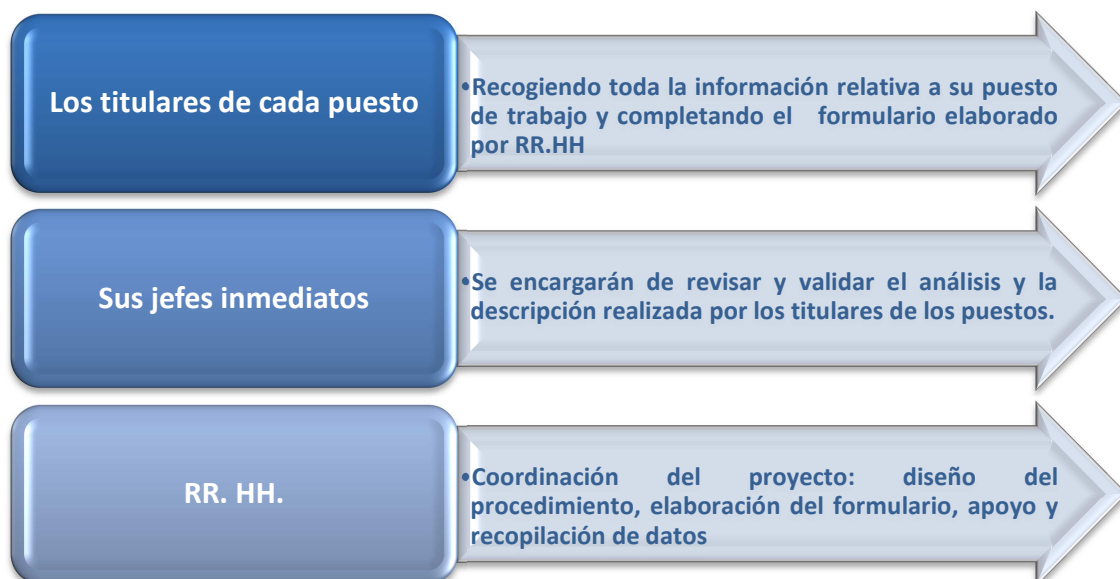 Los titulares de cada puesto
•Recogiendo toda la información relativa a su puesto
de trabajo y completando el formulario elaborado
por RR.HH
Sus jefes inmediatos
•Se encargarán de revisar y validar el análisis y la
descripción realizada por los titulares de los puestos.
RR. HH.
•Coordinación del proyecto: diseño del
procedimiento, elaboración del formulario, apoyo y
recopilación de datos